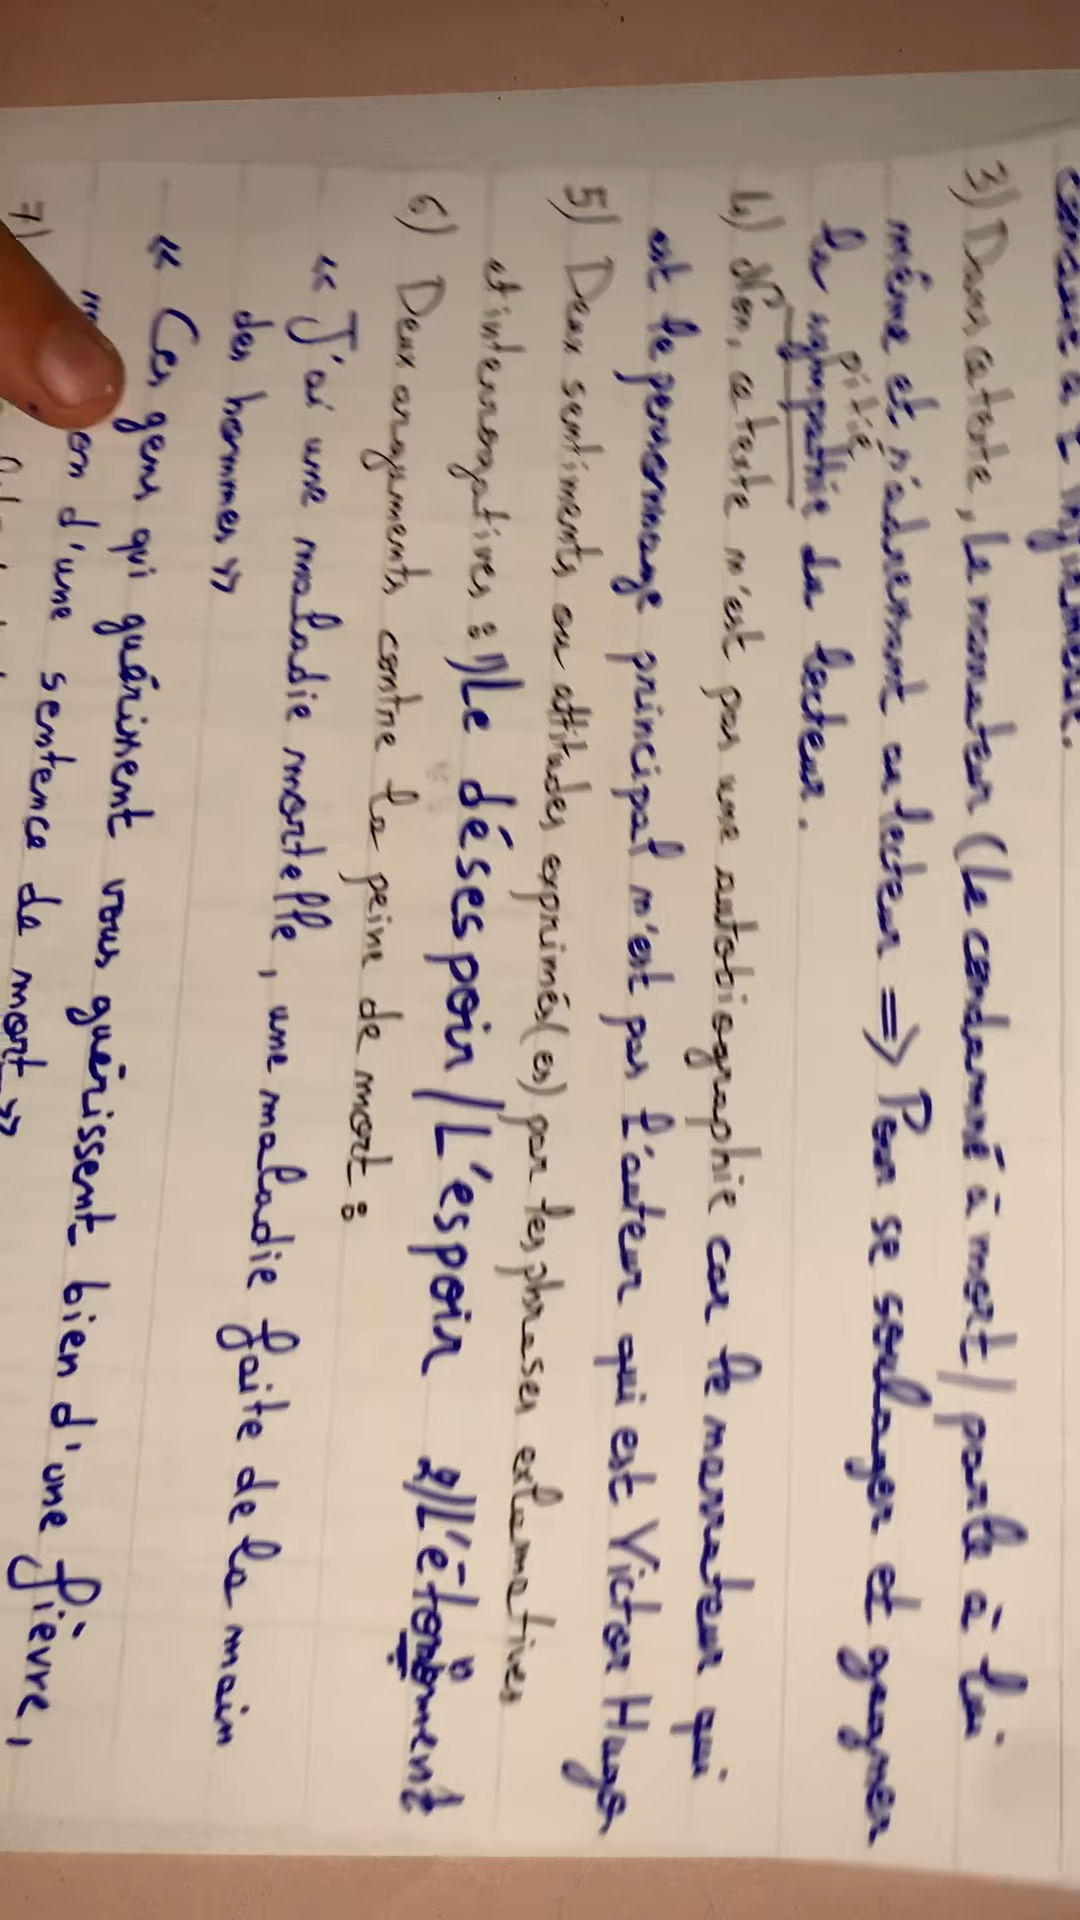 3) Dans ce texte, le narrateur (le condamné à mort) parle à lui
même et s'adressant au lecteur => Pour se soulager et gagner
pitié
la sympathie du lecteur.
4) Non, ce texte n'est pas une autobiographie car le narrateur qui
est le personnage principal n'est pas l'auteur qui est Victor Hugo
5) Deux sentiments ou attitudes exprimés(es) par les phrases exclamatives
et interrogatives : 1) Le désespoir / L'espoir 2) L'étonnement
6) Deux arguments contre la peine de mort :
« J'ai une maladie mortelle, une maladie faite de la main
des hommes »
« Ces gens qui guérissent vous guérissent bien d'une fièvre,
d'une sentence de mort »
7)